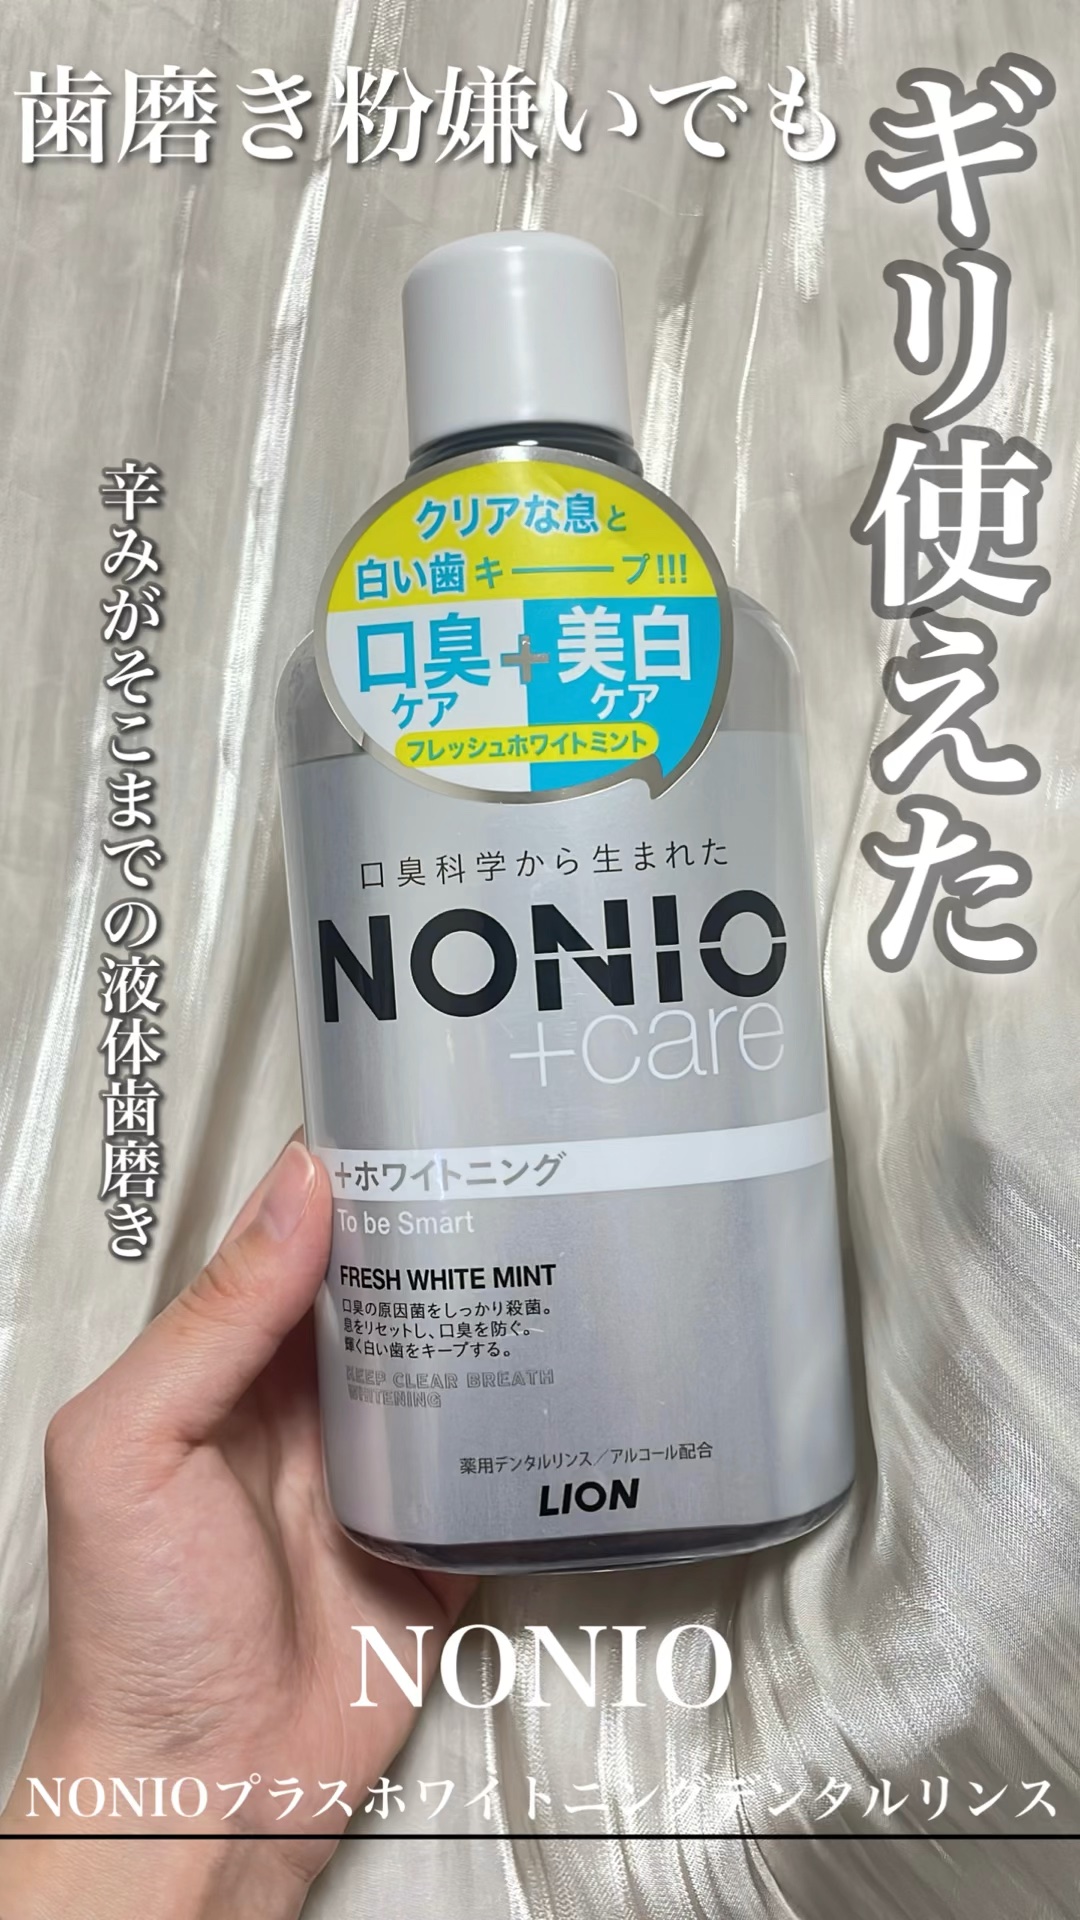 歯磨き粉嫌いでも
ギリ使えた
辛みがそこまでの液体歯磨き
クリアな息と
白い歯キープ!!!
口臭ケア+美白ケア
フレッシュホワイトミント
口臭科学から生まれた
NONIO
+care
+ホワイトニング
To be Smart
FRESH WHITE MINT
口臭の原因菌をしっかり殺菌。
息をリセットし、口臭を防ぐ。
輝く白い歯をキープする。
KEEP CLEAR BREATH
WHITENING
薬用デンタルリンス/アルコール配合
LION
NONIO
NONIOプラスホワイトニングデンタルリンス